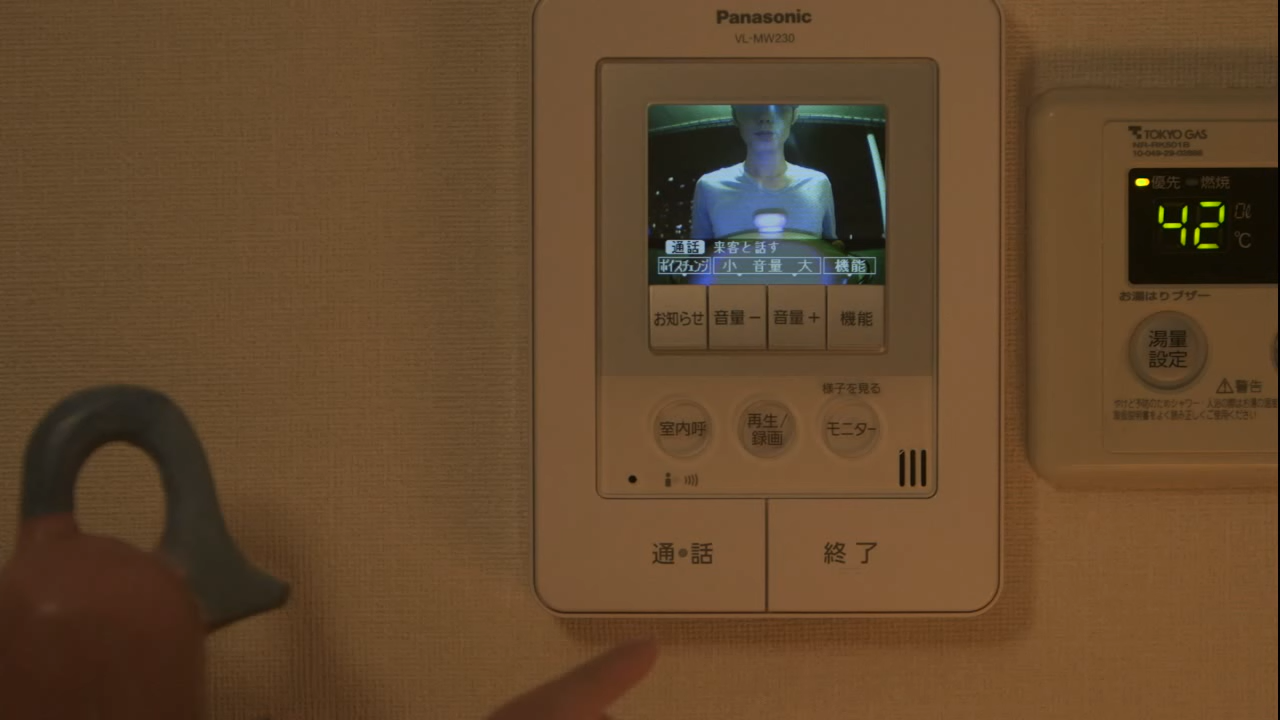 Panasonic
VL-MW230
通話 来客と話す
ボイスチェンジ 小 音量 大 機能
お知らせ 音量－ 音量＋ 機能
様子を見る
室内呼 再生/録画 モニター
通・話 終了
TOKYO GAS
優先 燃焼
42 ℃
お湯はりブザー
湯量設定
警告